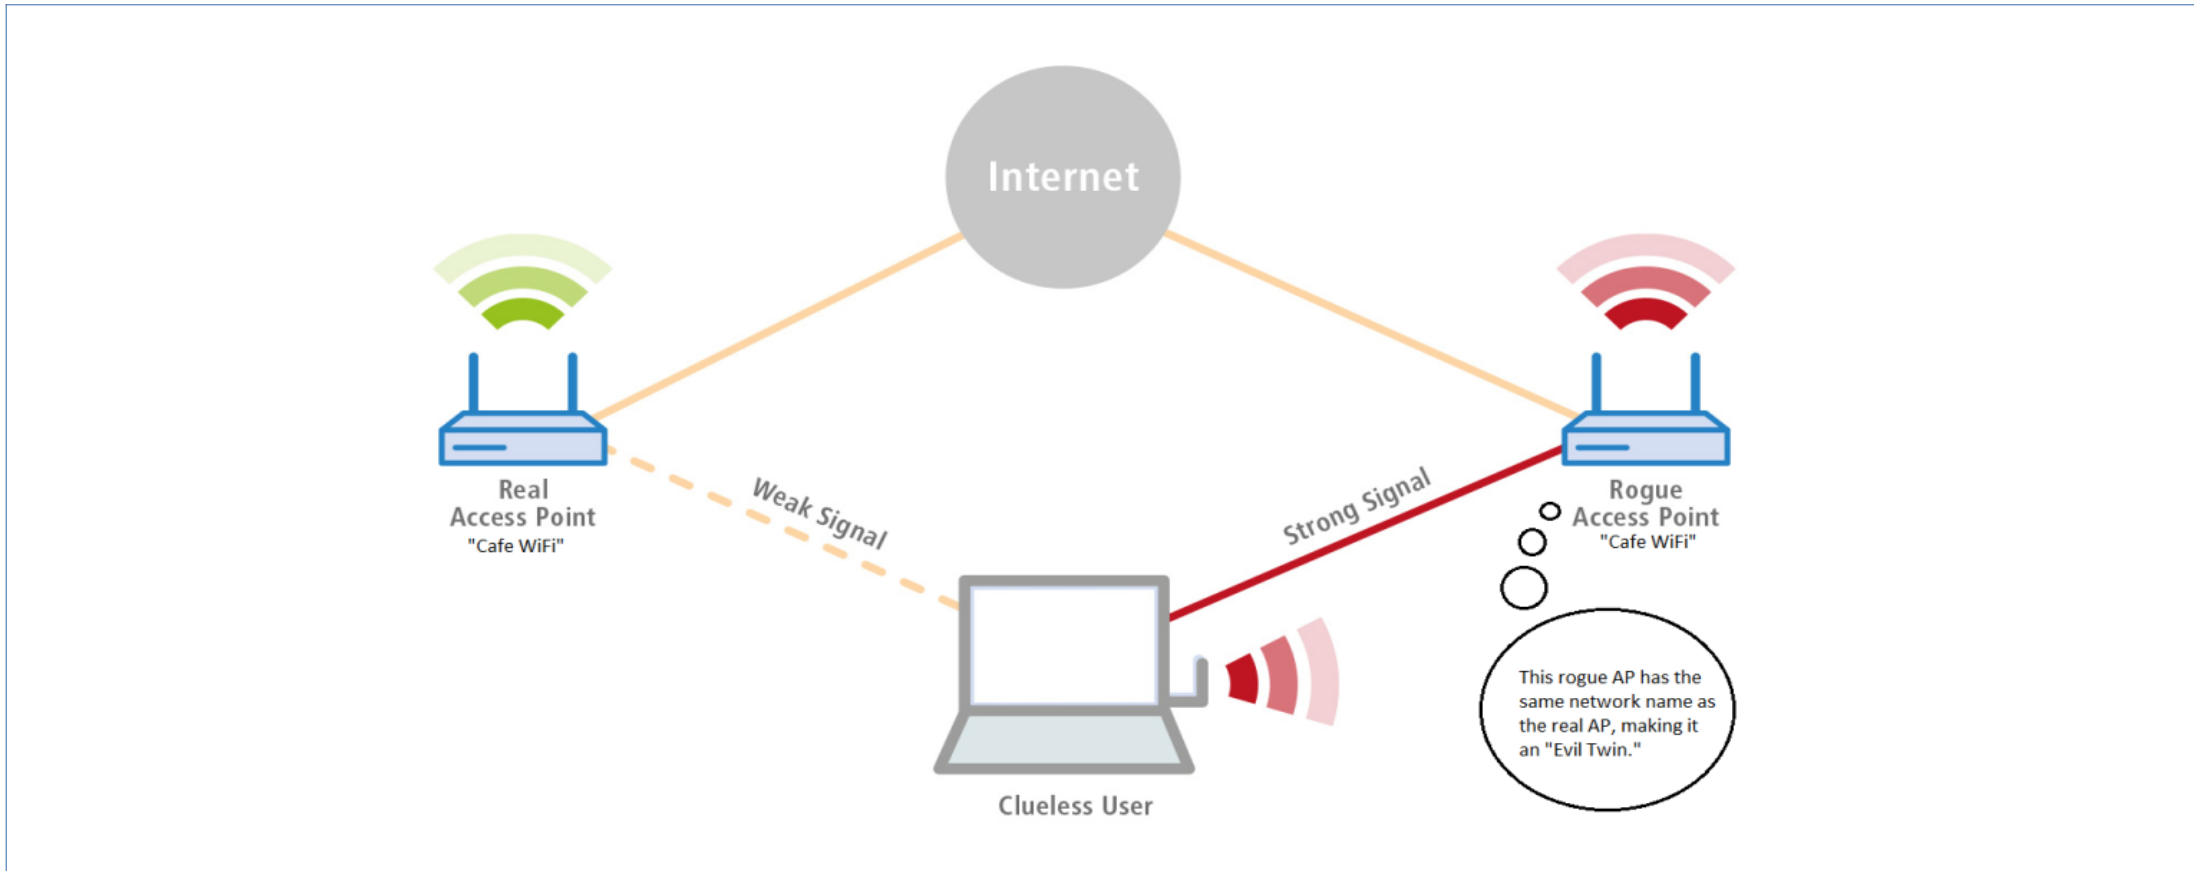 Internet
Real
Access Point
"Cafe WiFi"
Weak Signal
Strong Signal
Rogue
Access Point
"Cafe WiFi"
This rogue AP has the
same network name as
the real AP, making it
an "Evil Twin."
Clueless User